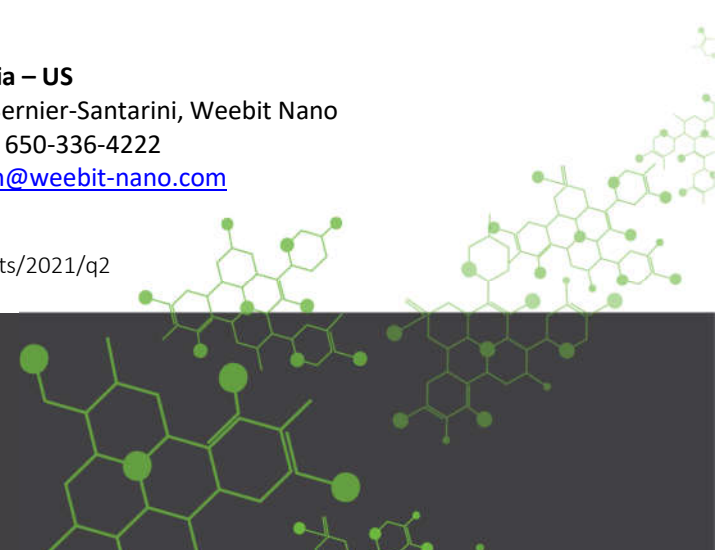 ia – US
ernier-Santarini, Weebit Nano
650-336-4222
n@weebit-nano.com
ts/2021/q2